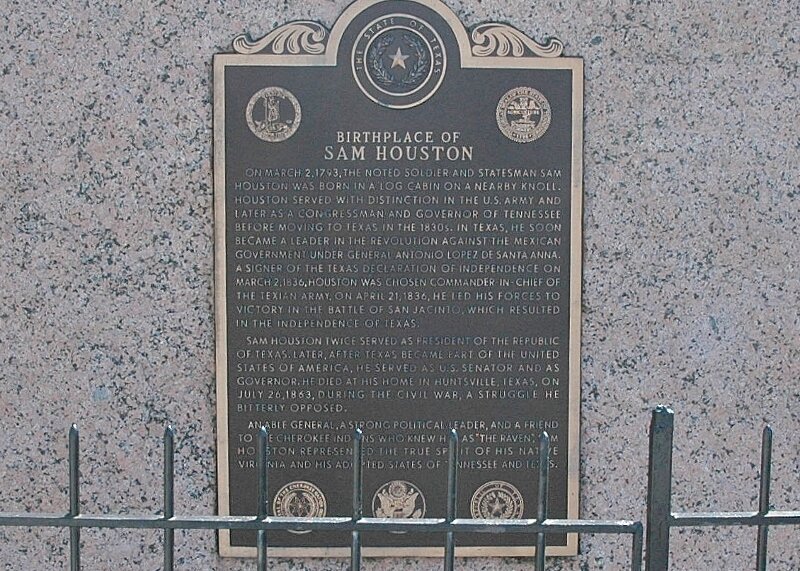 THE STATE OF TEXAS
AGRICULTURE
BIRTHPLACE OF
SAM HOUSTON
ON MARCH 2, 1793, THE NOTED SOLDIER AND STATESMAN SAM
HOUSTON WAS BORN IN A LOG CABIN ON A NEARBY KNOLL.
HOUSTON SERVED WITH DISTINCTION IN THE U.S. ARMY AND
LATER AS A CONGRESSMAN AND GOVERNOR OF TENNESSEE
BEFORE MOVING TO TEXAS IN THE 1830s. IN TEXAS, HE SOON
BECAME A LEADER IN THE REVOLUTION AGAINST THE MEXICAN
GOVERNMENT UNDER GENERAL ANTONIO LOPEZ DE SANTA ANNA.
A SIGNER OF THE TEXAS DECLARATION OF INDEPENDENCE ON
MARCH 2, 1836, HOUSTON WAS CHOSEN COMMANDER-IN-CHIEF OF
THE TEXIAN ARMY. ON APRIL 21, 1836, HE LED HIS FORCES TO
VICTORY IN THE BATTLE OF SAN JACINTO, WHICH RESULTED
IN THE INDEPENDENCE OF TEXAS.
SAM HOUSTON TWICE SERVED AS PRESIDENT OF THE REPUBLIC
OF TEXAS. LATER, AFTER TEXAS BECAME PART OF THE UNITED
STATES OF AMERICA, HE SERVED AS U.S. SENATOR AND AS
GOVERNOR. HE DIED AT HIS HOME IN HUNTSVILLE, TEXAS, ON
JULY 26, 1863, DURING THE CIVIL WAR, A STRUGGLE HE
BITTERLY OPPOSED.
AN ABLE GENERAL, A STRONG POLITICAL LEADER, AND A FRIEND
TO THE CHEROKEE INDIANS WHO KNEW HIM AS "THE RAVEN", SAM
HOUSTON REPRESENTED THE TRUE SPIRIT OF HIS NATIVE
VIRGINIA AND HIS ADOPTED STATES OF TENNESSEE AND TEXAS.